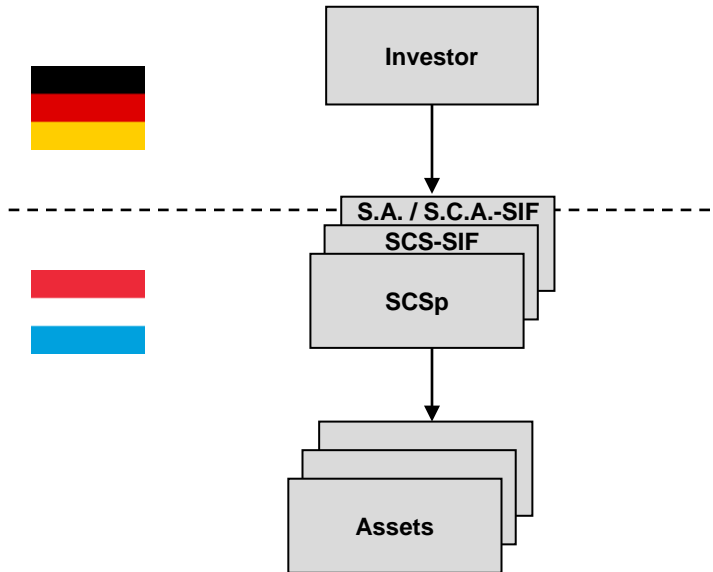 Investor
S.A. / S.C.A.-SIF
SCS-SIF
SCSp
Assets